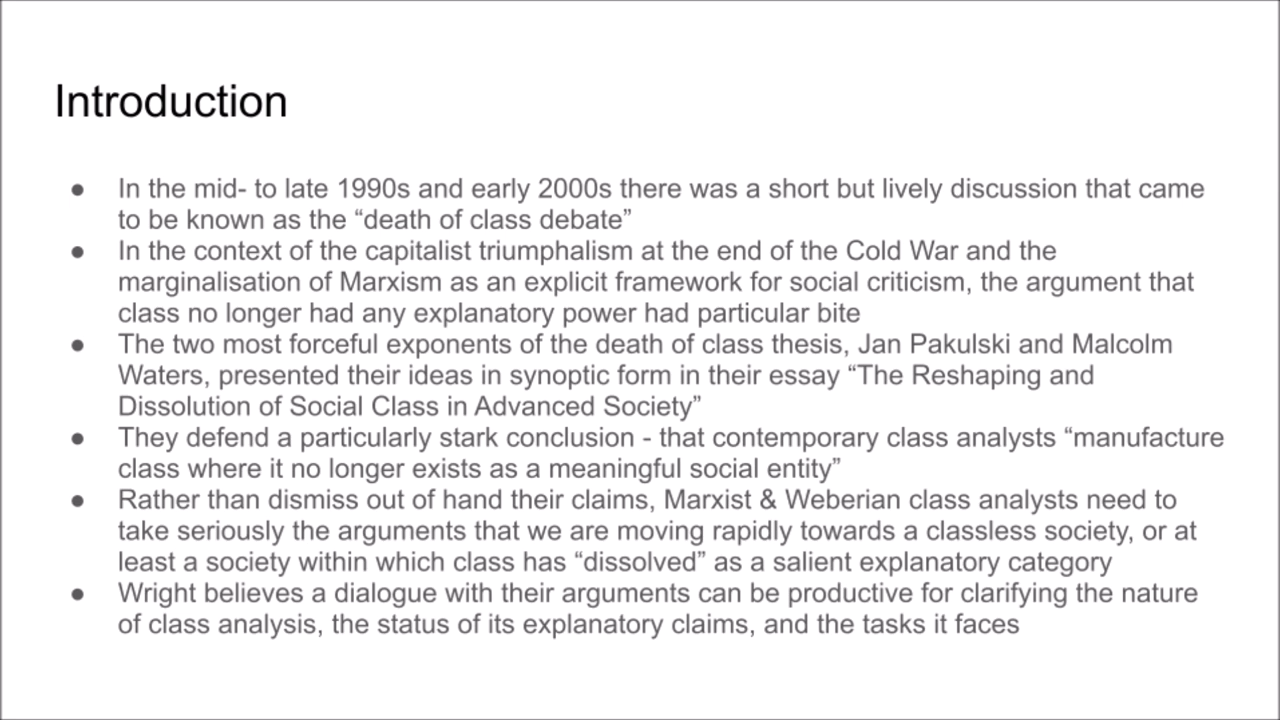 Introduction
● In the mid- to late 1990s and early 2000s there was a short but lively discussion that came
to be known as the “death of class debate”
● In the context of the capitalist triumphalism at the end of the Cold War and the
marginalisation of Marxism as an explicit framework for social criticism, the argument that
class no longer had any explanatory power had particular bite
● The two most forceful exponents of the death of class thesis, Jan Pakulski and Malcolm
Waters, presented their ideas in synoptic form in their essay “The Reshaping and
Dissolution of Social Class in Advanced Society”
● They defend a particularly stark conclusion - that contemporary class analysts “manufacture
class where it no longer exists as a meaningful social entity”
● Rather than dismiss out of hand their claims, Marxist & Weberian class analysts need to
take seriously the arguments that we are moving rapidly towards a classless society, or at
least a society within which class has “dissolved” as a salient explanatory category
● Wright believes a dialogue with their arguments can be productive for clarifying the nature
of class analysis, the status of its explanatory claims, and the tasks it faces